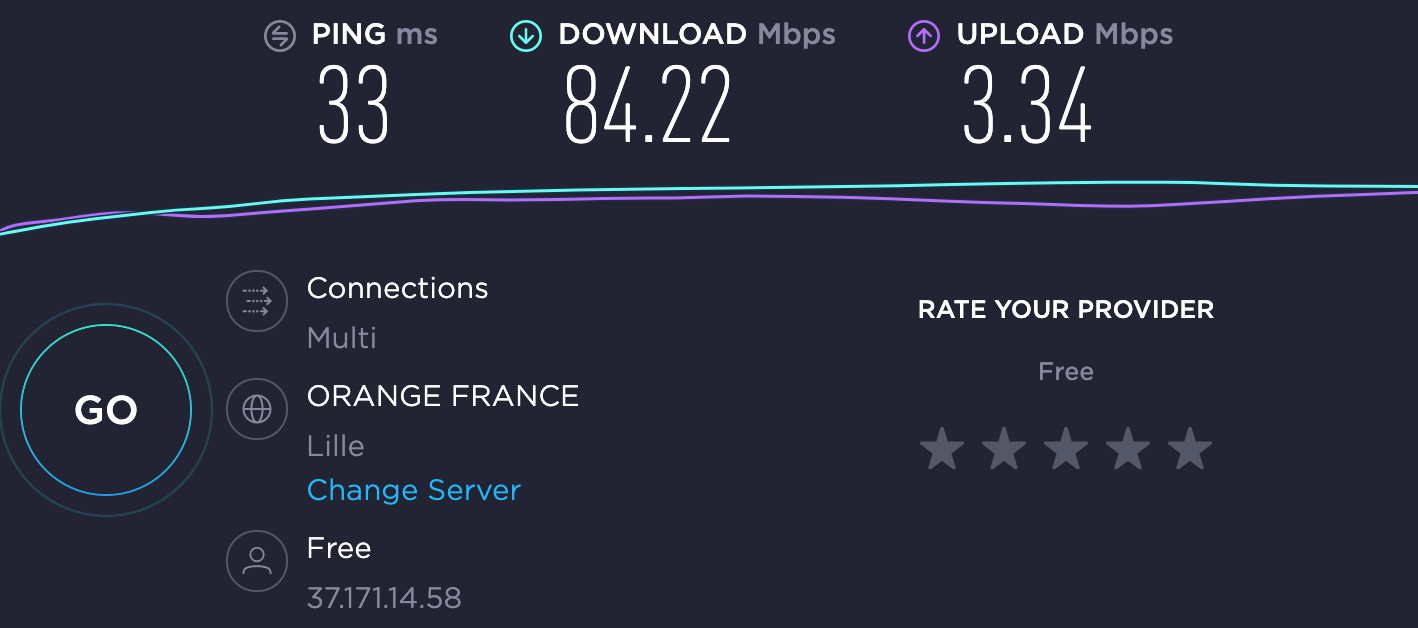 PING ms DOWNLOAD Mbps UPLOAD Mbps
33 84.22 3.34
Connections
Multi
ORANGE FRANCE
Lille
Change Server
Free
37.171.14.58
GO
RATE YOUR PROVIDER
Free